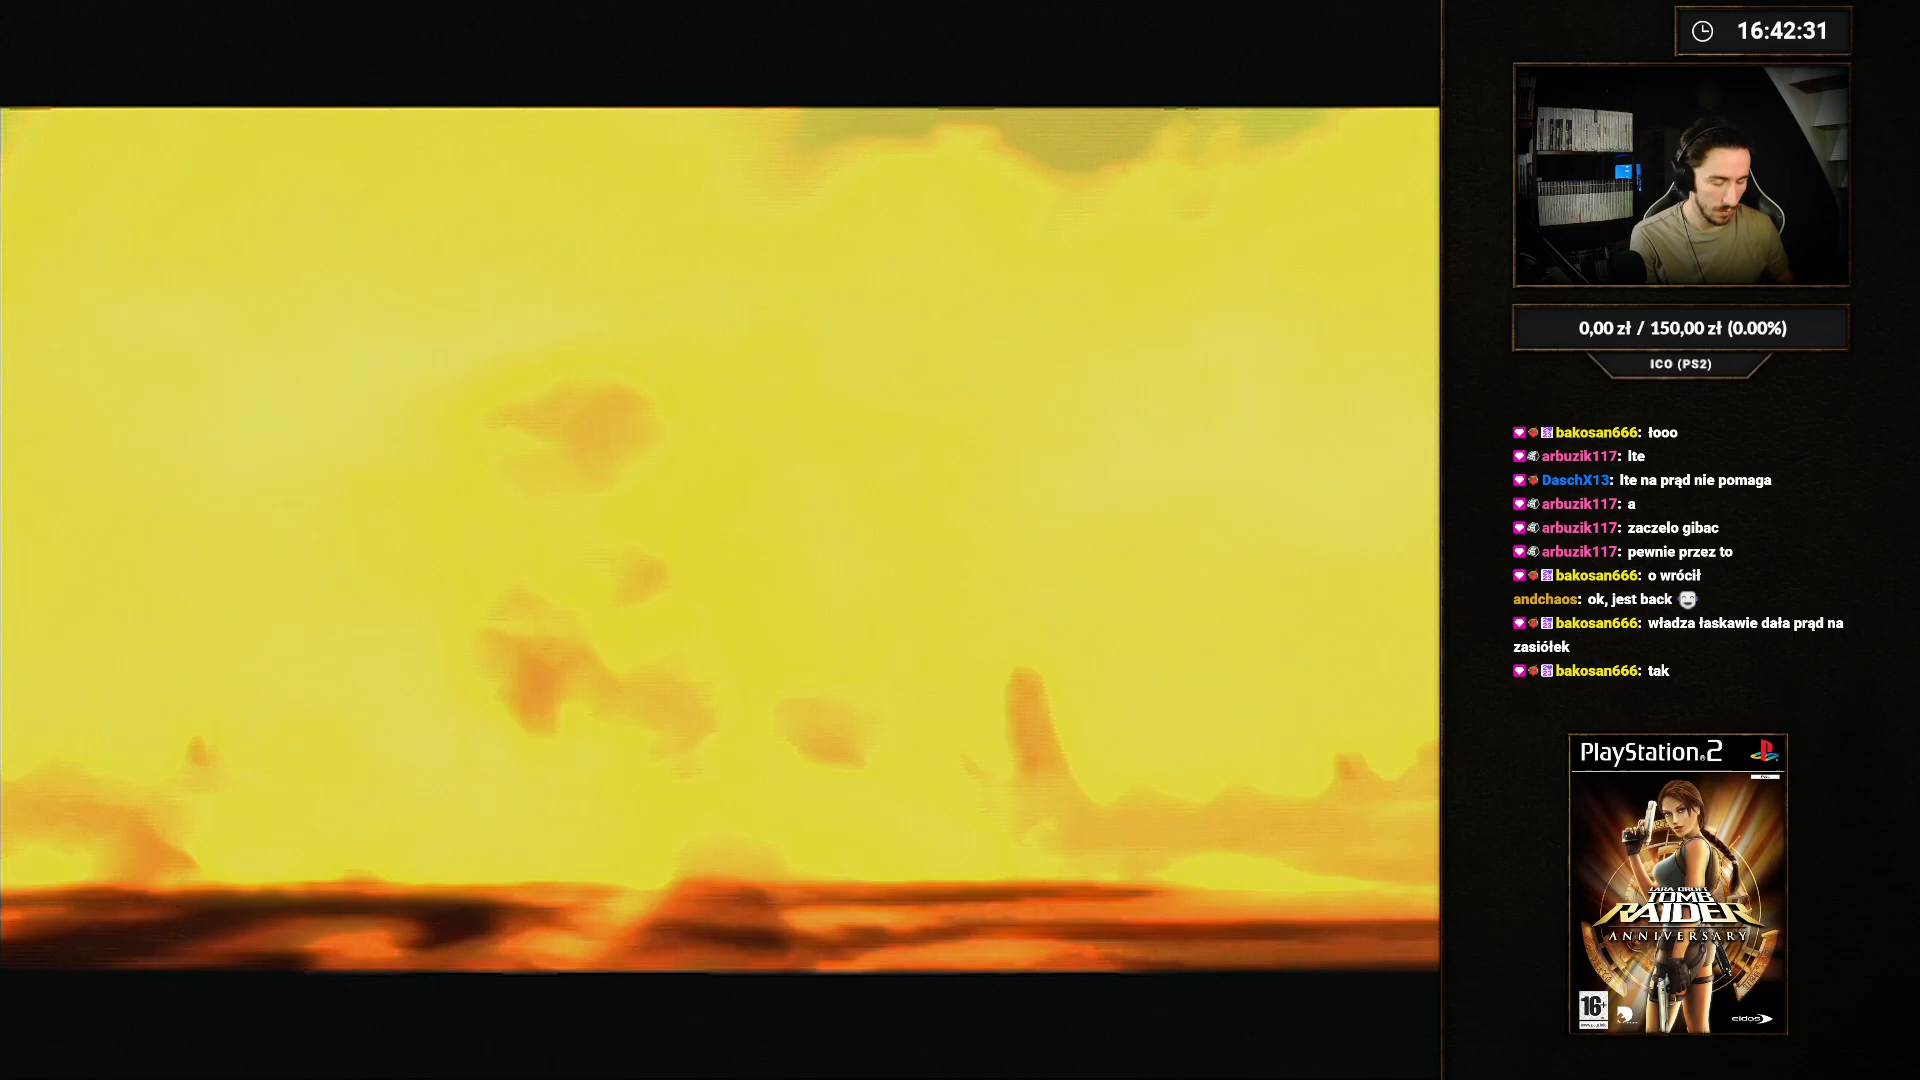 16:42:31
0,00 zł / 150,00 zł (0.00%)
ICO (PS2)
bakosan666: łooo
arbuzik117: lte
DaschX13: lte na prąd nie pomaga
arbuzik117: a
arbuzik117: zaczelo gibac
arbuzik117: pewnie przez to
bakosan666: o wrócił
andchaos: ok, jest back
bakosan666: władza łaskawie dała prąd na
zasiółek
bakosan666: tak
PlayStation.2
LARA CROFT
TOMB
RAIDER
ANNIVERSARY
16+
eidos